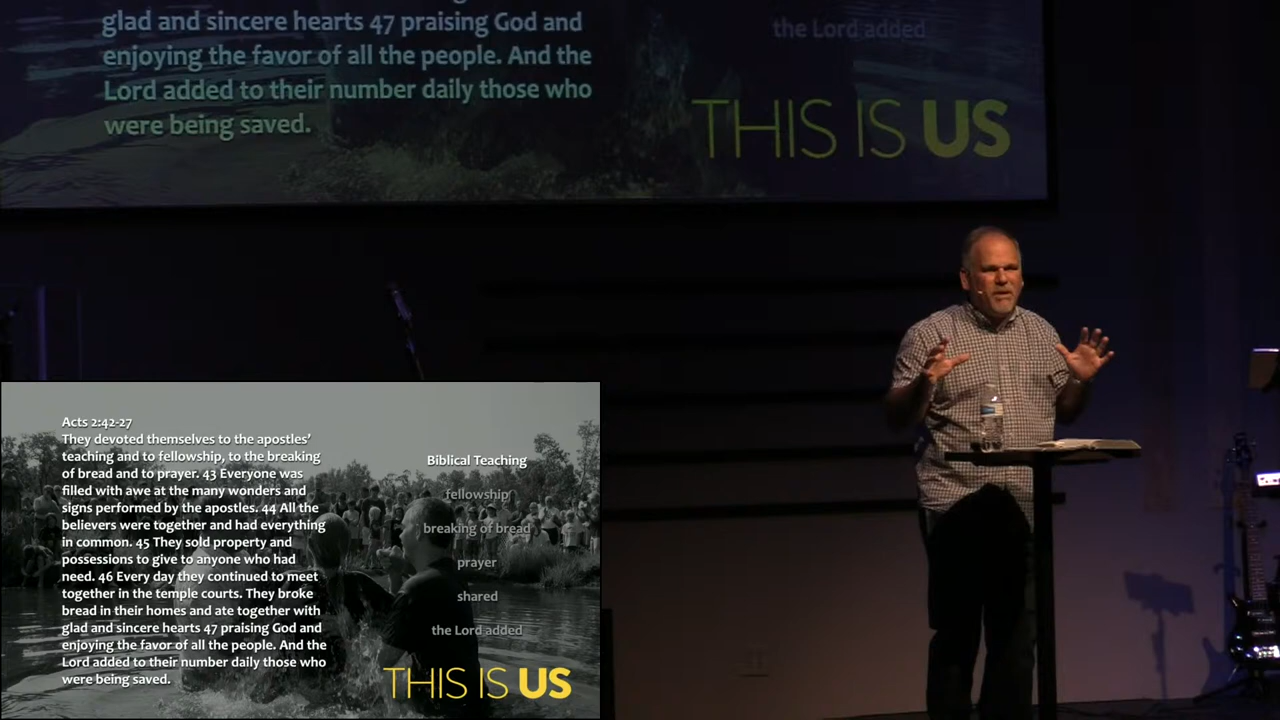 glad and sincere hearts 47 praising God and
enjoying the favor of all the people. And the
Lord added to their number daily those who
were being saved.
the Lord added
THIS IS US
Acts 2:42-27
They devoted themselves to the apostles'
teaching and to fellowship, to the breaking
of bread and to prayer. 43 Everyone was
filled with awe at the many wonders and
signs performed by the apostles. 44 All the
believers were together and had everything
in common. 45 They sold property and
possessions to give to anyone who had
need. 46 Every day they continued to meet
together in the temple courts. They broke
bread in their homes and ate together with
glad and sincere hearts 47 praising God and
enjoying the favor of all the people. And the
Lord added to their number daily those who
were being saved.
Biblical Teaching
fellowship
breaking of bread
prayer
shared
the Lord added
THIS IS US